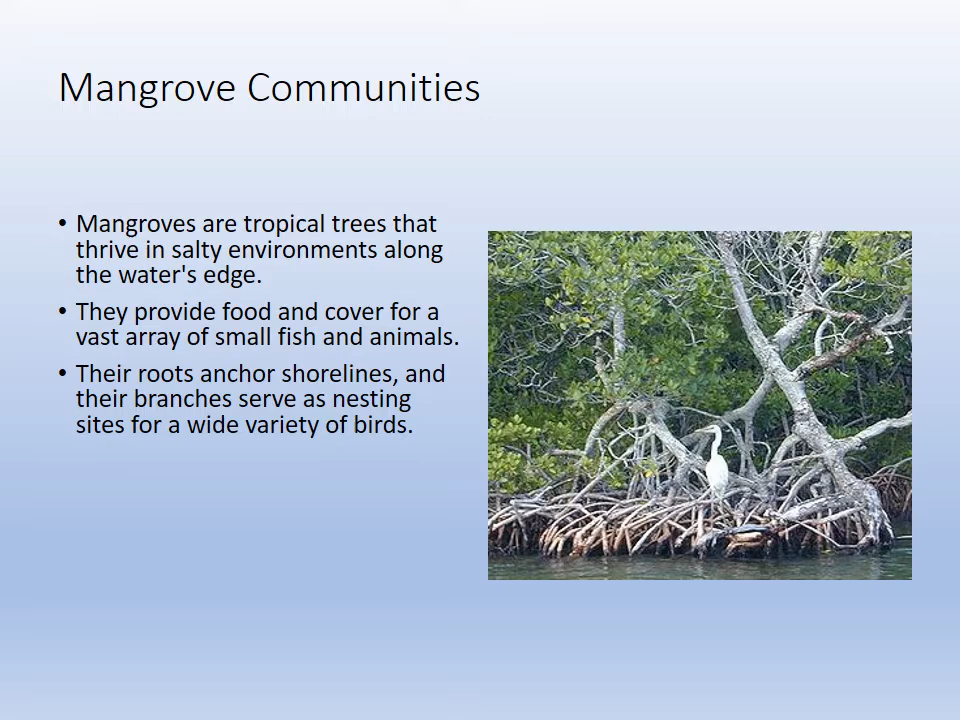 Mangrove Communities
• Mangroves are tropical trees that
thrive in salty environments along
the water's edge.
• They provide food and cover for a
vast array of small fish and animals.
• Their roots anchor shorelines, and
their branches serve as nesting
sites for a wide variety of birds.